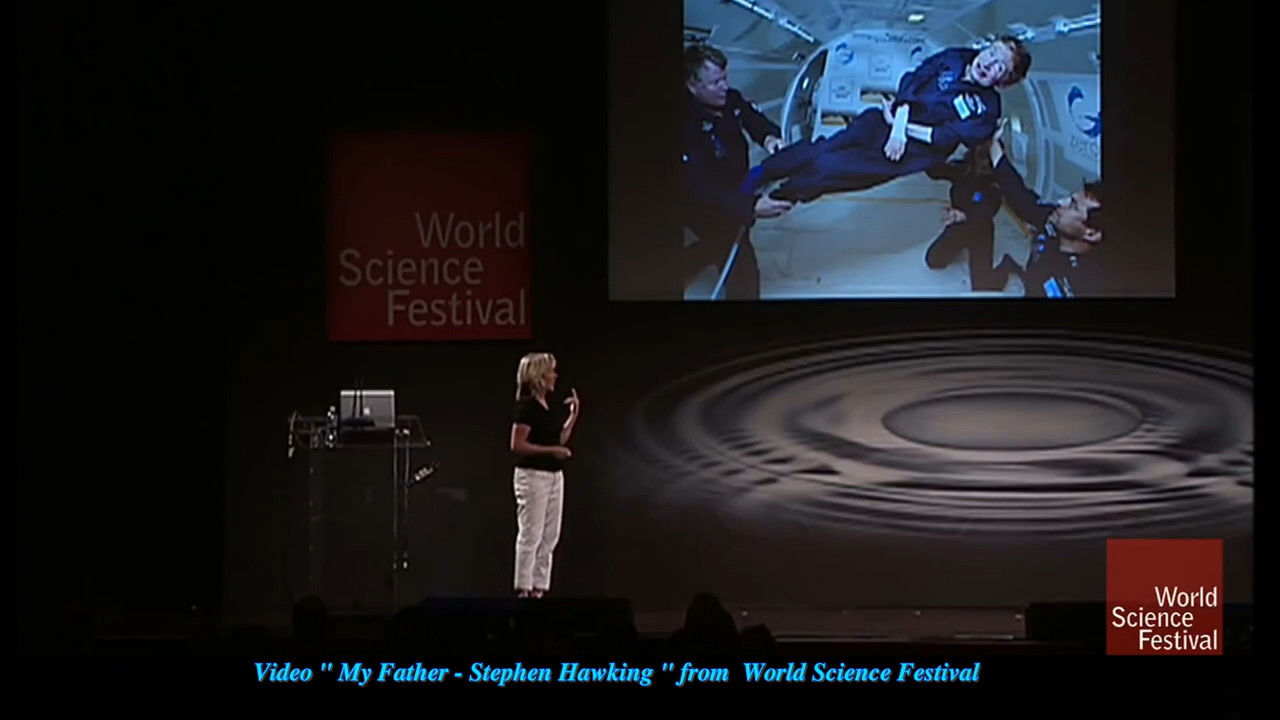 World
Science
Festival
World
Science
Festival
Video " My Father - Stephen Hawking " from World Science Festival